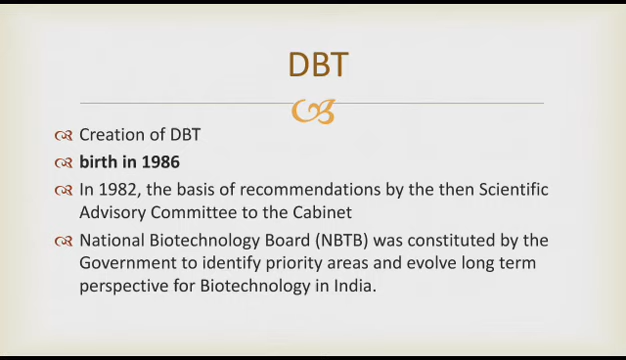 DBT
Creation of DBT
birth in 1986
In 1982, the basis of recommendations by the then Scientific
Advisory Committee to the Cabinet
National Biotechnology Board (NBTB) was constituted by the
Government to identify priority areas and evolve long term
perspective for Biotechnology in India.